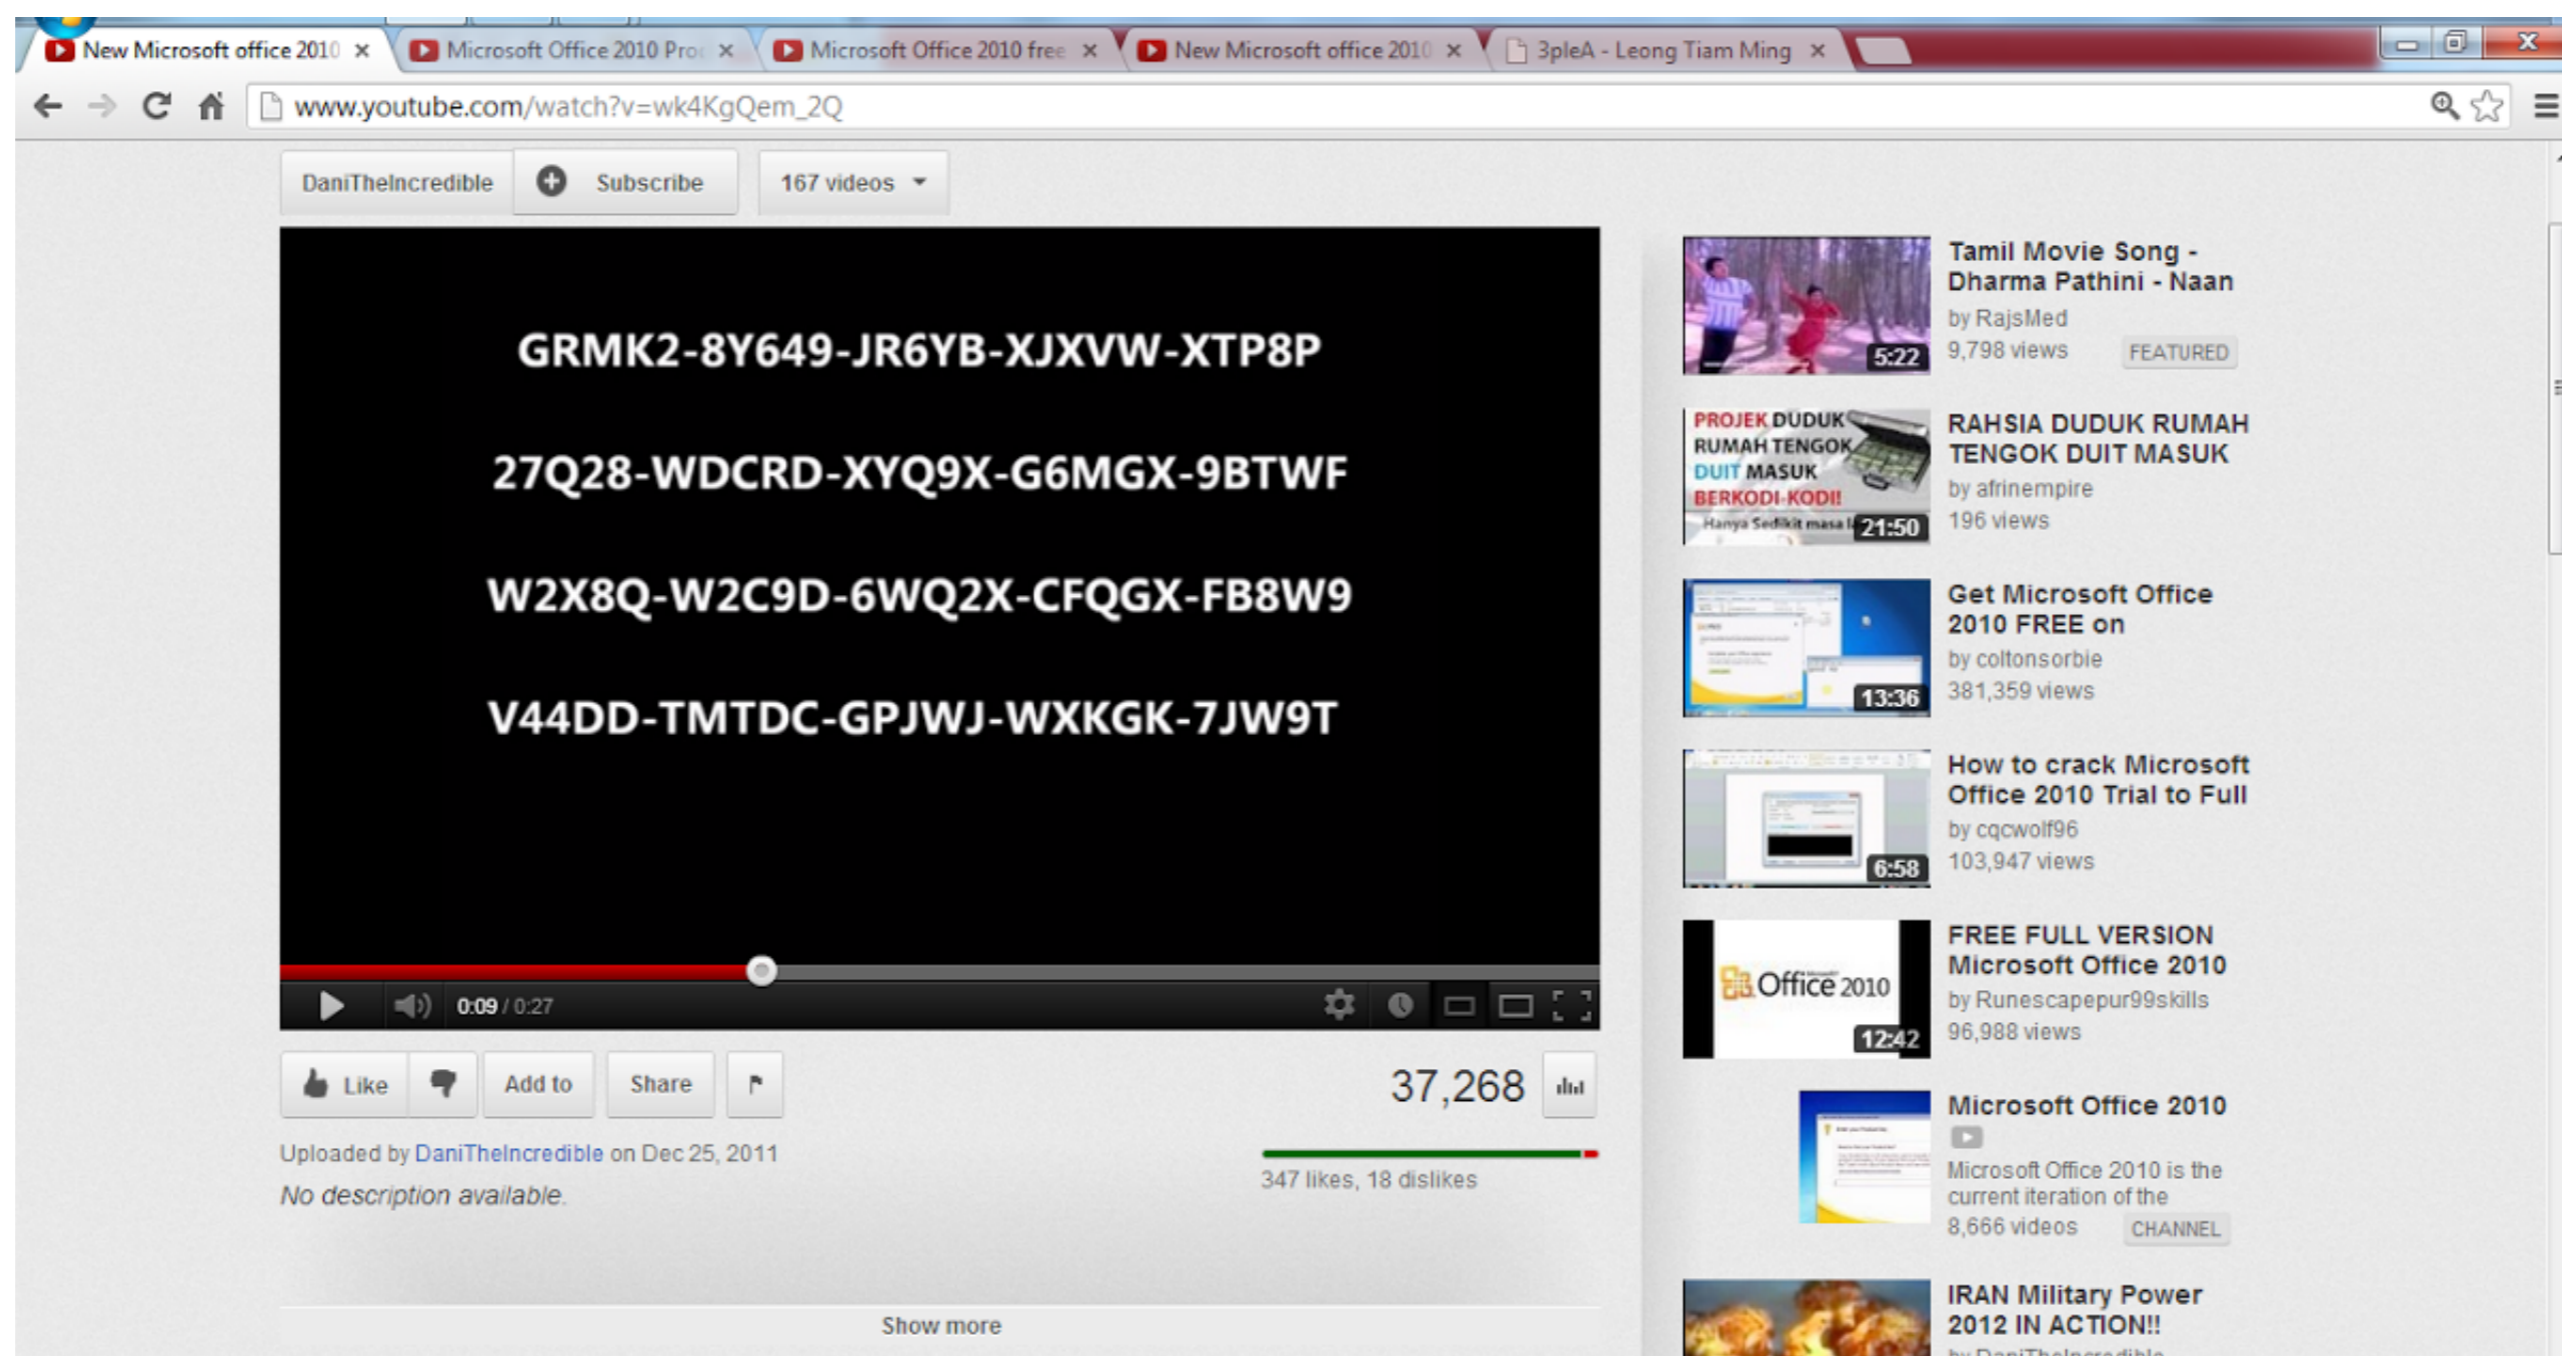 New Microsoft office 2010
Microsoft Office 2010 Pro
Microsoft Office 2010 free
New Microsoft office 2010
3pleA - Leong Tiam Ming
www.youtube.com/watch?v=wk4KgQem_2Q
DaniTheIncredible
Subscribe
167 videos
GRMK2-8Y649-JR6YB-XJXVW-XTP8P
27Q28-WDCRD-XYQ9X-G6MGX-9BTWF
W2X8Q-W2C9D-6WQ2X-CFQGX-FB8W9
V44DD-TMTDC-GPJWJ-WXKGK-7JW9T
0:09 / 0:27
Like
Add to
Share
37,268
Uploaded by DaniTheIncredible on Dec 25, 2011
347 likes, 18 dislikes
No description available.
Show more
5:22
Tamil Movie Song -
Dharma Pathini - Naan
by RajsMed
9,798 views
FEATURED
PROJEK DUDUK
RUMAH TENGOK
DUIT MASUK
BERKODI-KODI!
Hanya Sedikit masa
21:50
RAHSIA DUDUK RUMAH
TENGOK DUIT MASUK
by afrinempire
196 views
13:36
Get Microsoft Office
2010 FREE on
by coltonsorbie
381,359 views
6:58
How to crack Microsoft
Office 2010 Trial to Full
by cqcwolf96
103,947 views
Office 2010
12:42
FREE FULL VERSION
Microsoft Office 2010
by Runescapepur99skills
96,988 views
Microsoft Office 2010
Microsoft Office 2010 is the
current iteration of the
8,666 videos
CHANNEL
IRAN Military Power
2012 IN ACTION!!
by DaniTheIncredible